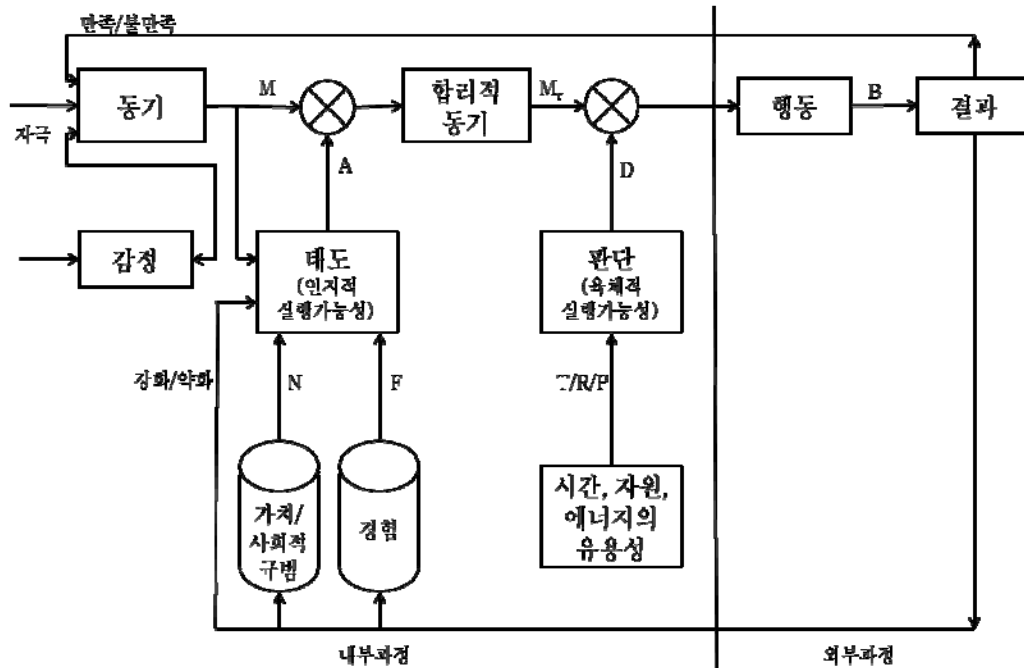 만족/불만족
동기
M
합리적
동기
Mr
행동
B
결과
자극
A
D
감정
태도
(인지적
실행가능성)
판단
(육체적
실행가능성)
강화/약화
N
F
T/R/P
가치/
사회적
규범
경험
시간, 자원,
에너지의
유용성
내부과정
외부과정